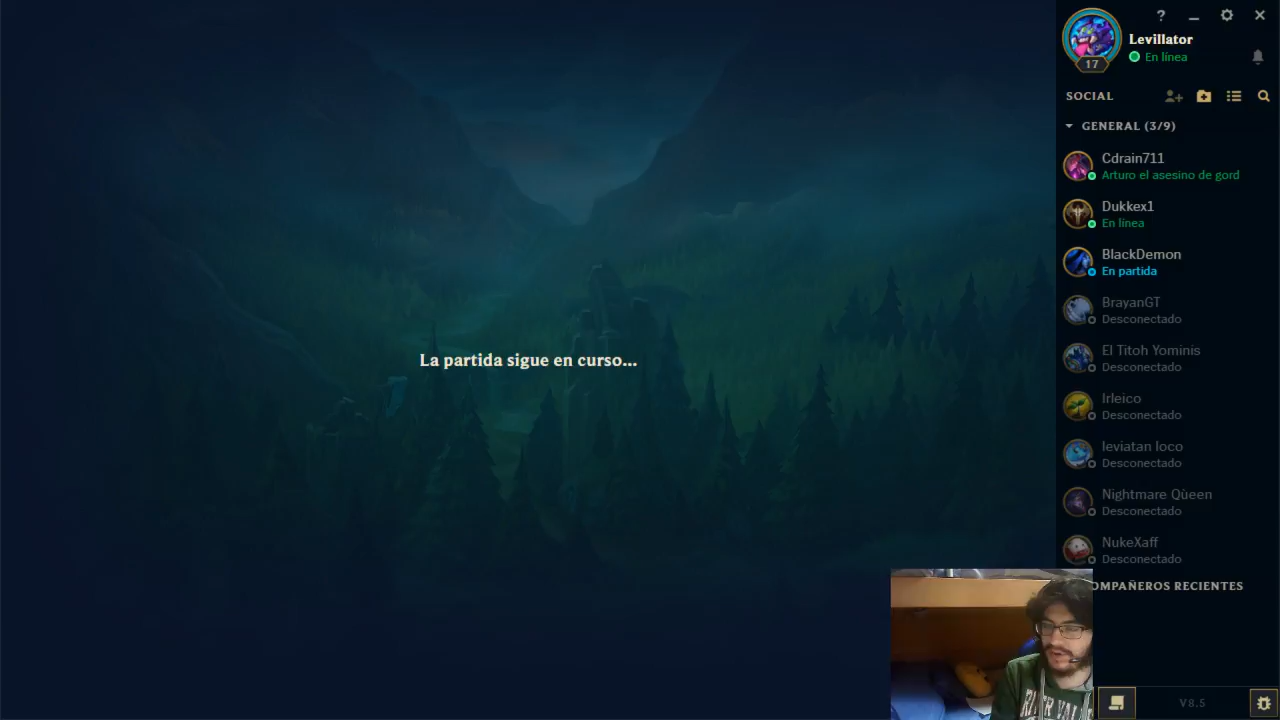 ?
Levillator
En línea
17
SOCIAL
GENERAL (3/9)
Cdrain711
Arturo el asesino de gord
Dukkex1
En línea
BlackDemon
En partida
BrayanGT
Desconectado
El Titoh Yominis
Desconectado
Irleico
Desconectado
leviatan loco
Desconectado
Nightmare Qùeen
Desconectado
NukeXaff
Desconectado
OMPAÑEROS RECIENTES
La partida sigue en curso...
V8.5